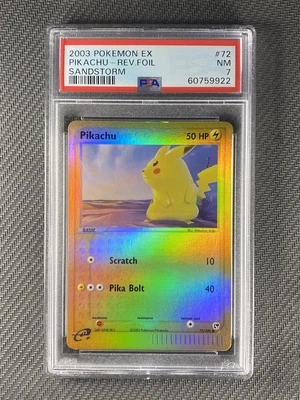 2003 POKEMON EX #72
PIKACHU-REV.FOIL NM
SANDSTORM PSA 7
60759922
Pikachu 50 HP
BASIC
Scratch 10
Pika Bolt 40